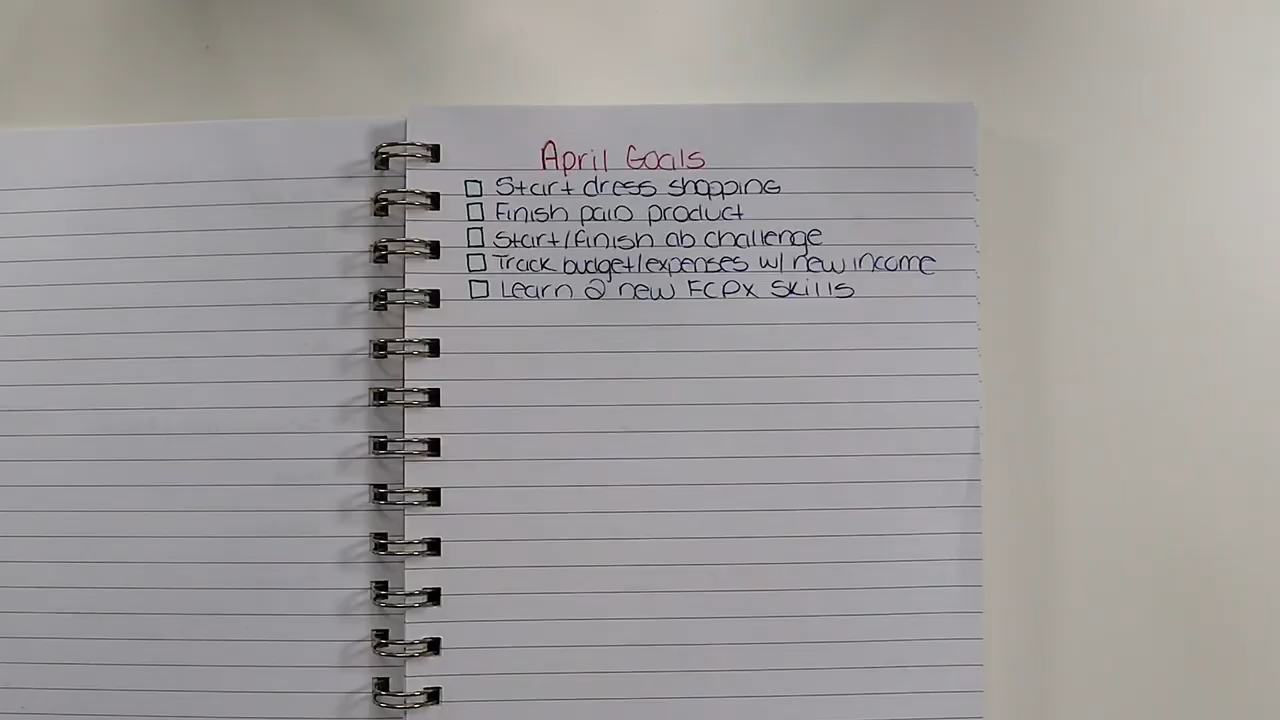 April Goals
Start dress shopping
Finish paid product
Start/finish ab challenge
Track budget/expenses w/ new income
Learn 2 new FCPX skills